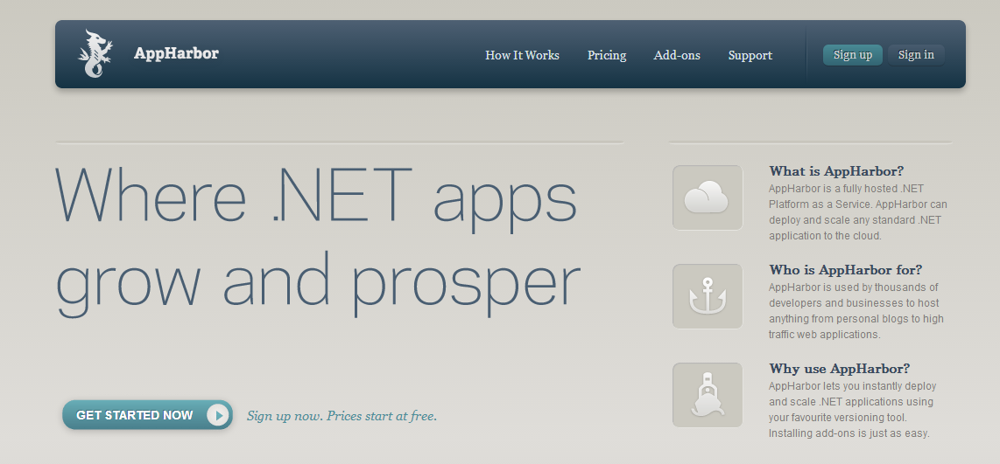 AppHarbor
How It Works
Pricing
Add-ons
Support
Sign up
Sign in
Where .NET apps
grow and prosper
GET STARTED NOW
Sign up now. Prices start at free.
What is AppHarbor?
AppHarbor is a fully hosted .NET
Platform as a Service. AppHarbor can
deploy and scale any standard .NET
application to the cloud.
Who is AppHarbor for?
AppHarbor is used by thousands of
developers and businesses to host
anything from personal blogs to high
traffic web applications.
Why use AppHarbor?
AppHarbor lets you instantly deploy
and scale .NET applications using
your favourite versioning tool.
Installing add-ons is just as easy.